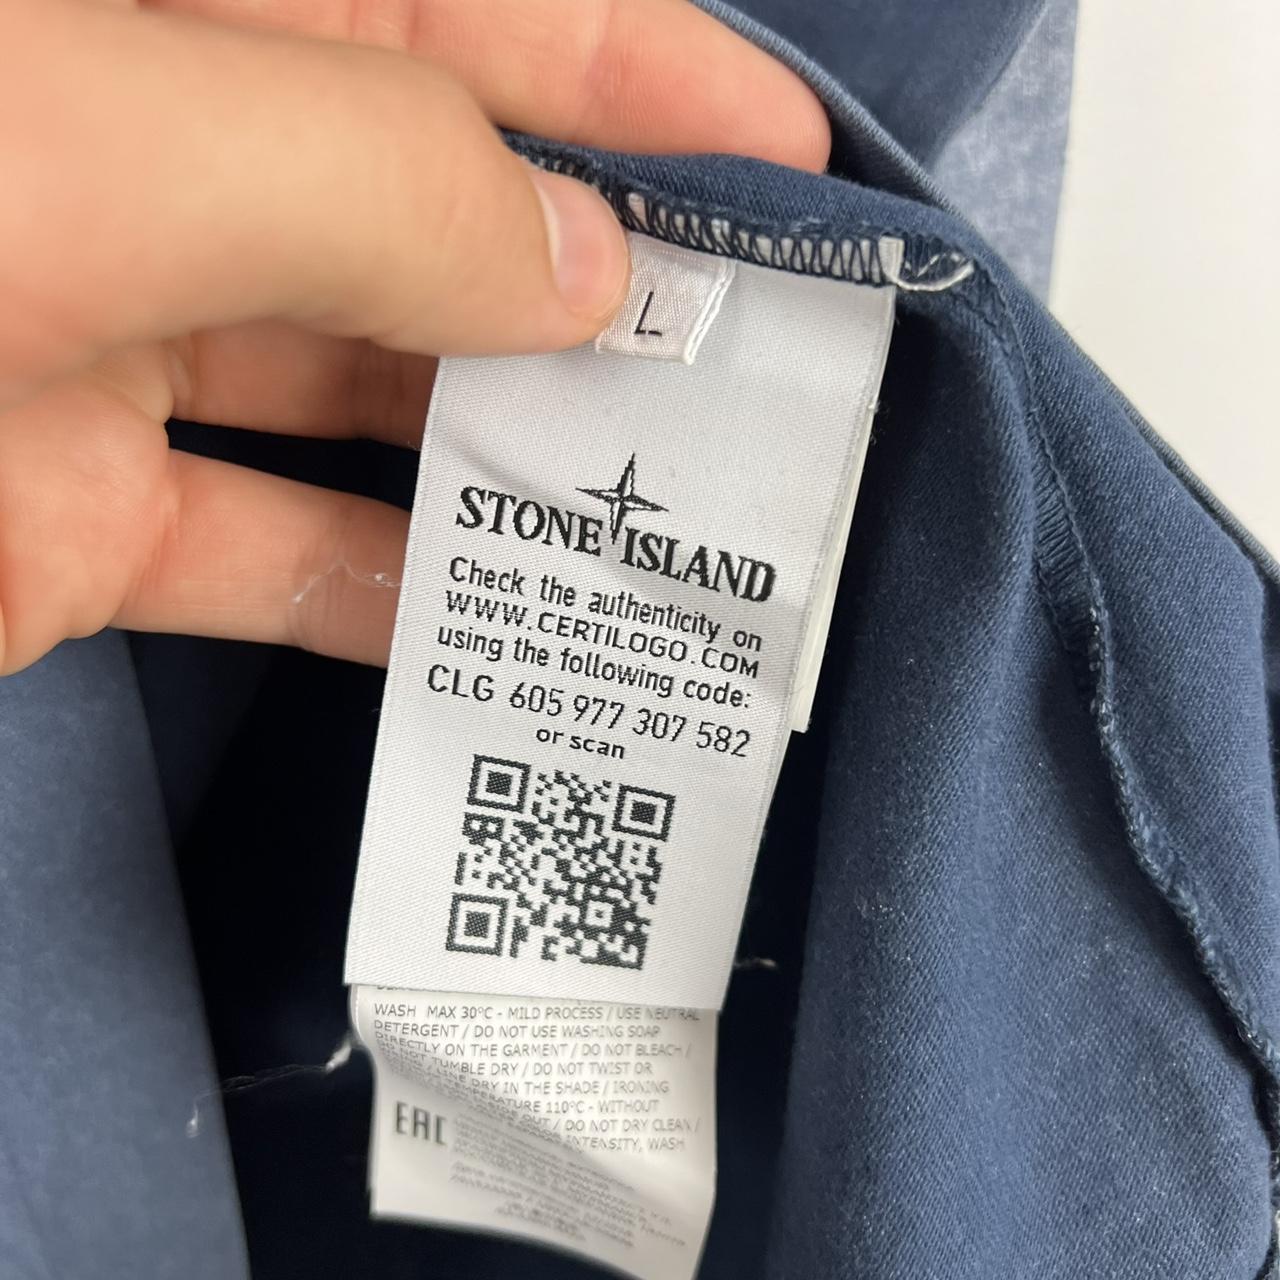 L
STONE ISLAND
Check the authenticity on
WWW.CERTILOGO.COM
using the following code:
CLG 605 977 307 582
or scan
WASH MAX 30°C - MILD PROCESS / USE NEUTRAL
DETERGENT / DO NOT USE WASHING SOAP
DIRECTLY ON THE GARMENT / DO NOT BLEACH /
DO NOT TUMBLE DRY / DO NOT TWIST OR
/ LINE DRY IN THE SHADE / IRONING
TEMPERATURE 110°C - WITHOUT
OUT / DO NOT DRY CLEAN /
INTENSITY, WASH
EAC